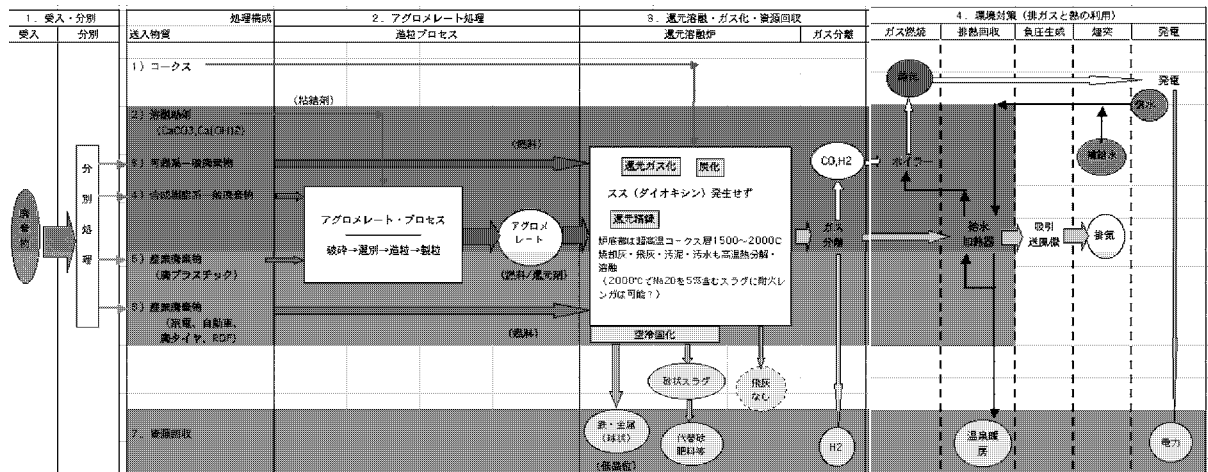 1. 受入・分別
処理構成
2. アグロメレート処理
3. 還元溶融・ガス化・資源回収
4. 環境対策（排ガスと熱の利用）
受入
分別
送入物質
造粒プロセス
還元溶融炉
ガス分離
ガス燃焼
排熱回収
負圧生成
煙突
発電
1) コークス
(粘結剤)
2) 溶融助剤
(CaCO3,Ca(OH)2)
3) 可燃系一般廃棄物
(燃料)
4) 合成樹脂系一般廃棄物
5) 産業廃棄物
(廃プラスチック)
6) 産業廃棄物
(家電、自動車、
廃タイヤ、RDF)
(燃料)
廃棄物
分別処理
アグロメレート・プロセス
破砕→選別→造粒→製粒
アグロメ
レート
(燃料/還元剤)
還元ガス化
炭化
スス（ダイオキシン）発生せず
還元精錬
炉底部は超高温コークス層1500～2000C
焼却灰・飛灰・汚泥・汚水も高温熱分解・
溶融
(2000℃でNa2Oを5%含むスラグに耐火レ
ンガは可能？)
空冷固化
砂状スラグ
飛灰
なし
CO,H2
ガス
分離
ボイラー
発電
補給水
給水
加熱器
吸引
送風機
排気
7. 資源回収
鉄・金属
(球状)
(低品位)
代替砂
肥料等
H2
温泉暖
房
電力